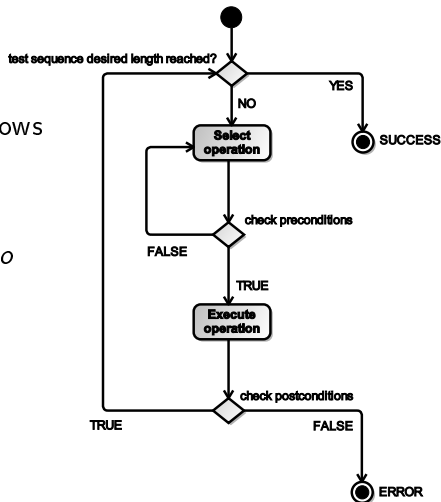 test sequence desired length reached?
YES
NO
ows
Select
operation
SUCCESS
check preconditions
FALSE
o
TRUE
Execute
operation
check postconditions
TRUE
FALSE
ERROR